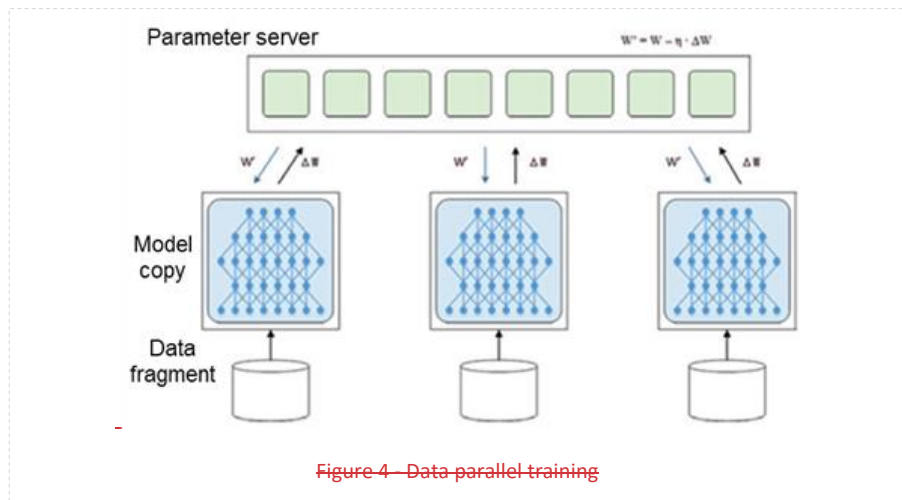 Parameter server
W' = W – η · ΔW
W' ΔW W' ΔW W' ΔW
Model
copy
Data
fragment
Figure 4 - Data parallel training